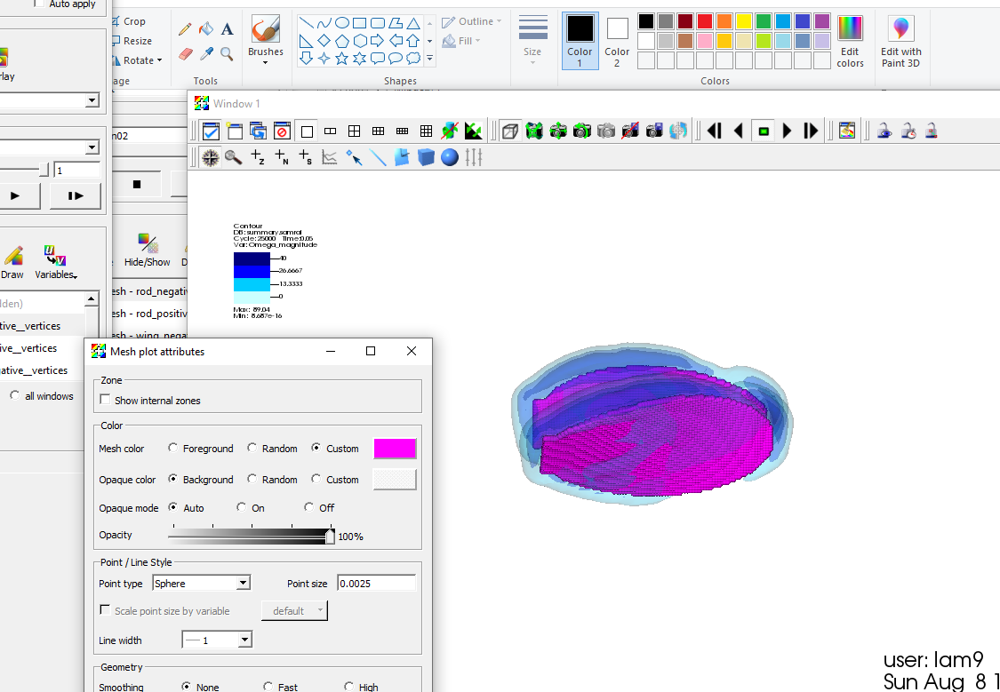 Auto apply
Crop
Resize
Rotate
age
Tools
Brushes
Shapes
Outline
Fill
Size
Color 1
Color 2
Colors
Edit colors
Edit with Paint 3D
Window 1
lay
m02
1
Draw
Variables
Hide/Show
D
dden)
tive__vertices
ive__vertices
gative__vertices
all windows
esh - rod_negati
esh - rod_positiv
esh - wing_nega
Contour
DB: summary.samrai
Cycle: 25000 Time:0.05
Var: Omega_magnitude
40
26.6667
13.3333
0
Max: 89.04
Min: 8.687e-16
Mesh plot attributes
Zone
Show internal zones
Color
Mesh color Foreground Random Custom
Opaque color Background Random Custom
Opaque mode Auto On Off
Opacity 100%
Point / Line Style
Point type Sphere Point size 0.0025
Scale point size by variable default
Line width 1
Geometry
Smoothing None Fast High
user: lam9
Sun Aug 8 1